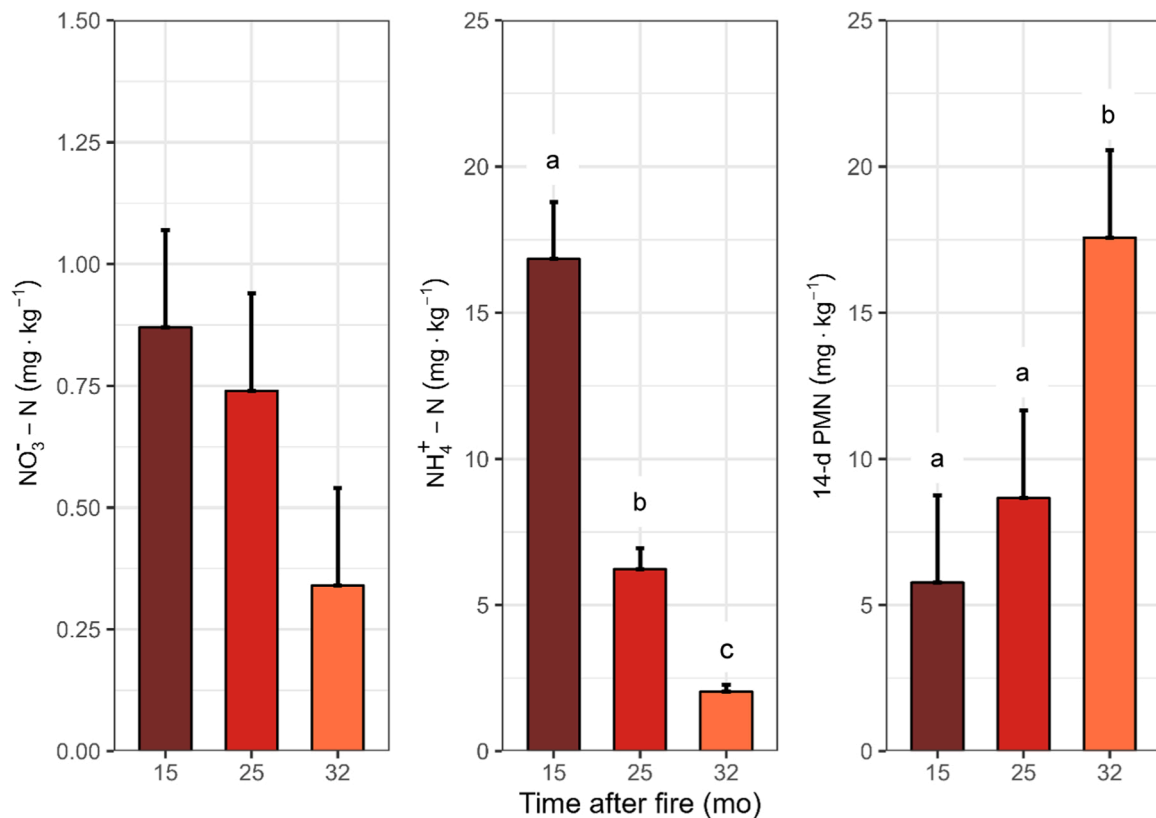 NO₃⁻ – N (mg · kg⁻¹)
1.50
1.25
1.00
0.75
0.50
0.25
0.00
15 25 32
NH₄⁺ – N (mg · kg⁻¹)
25
20
15
10
5
0
a
b
c
15 25 32
14-d PMN (mg · kg⁻¹)
25
20
15
10
5
0
a
a
b
15 25 32
Time after fire (mo)